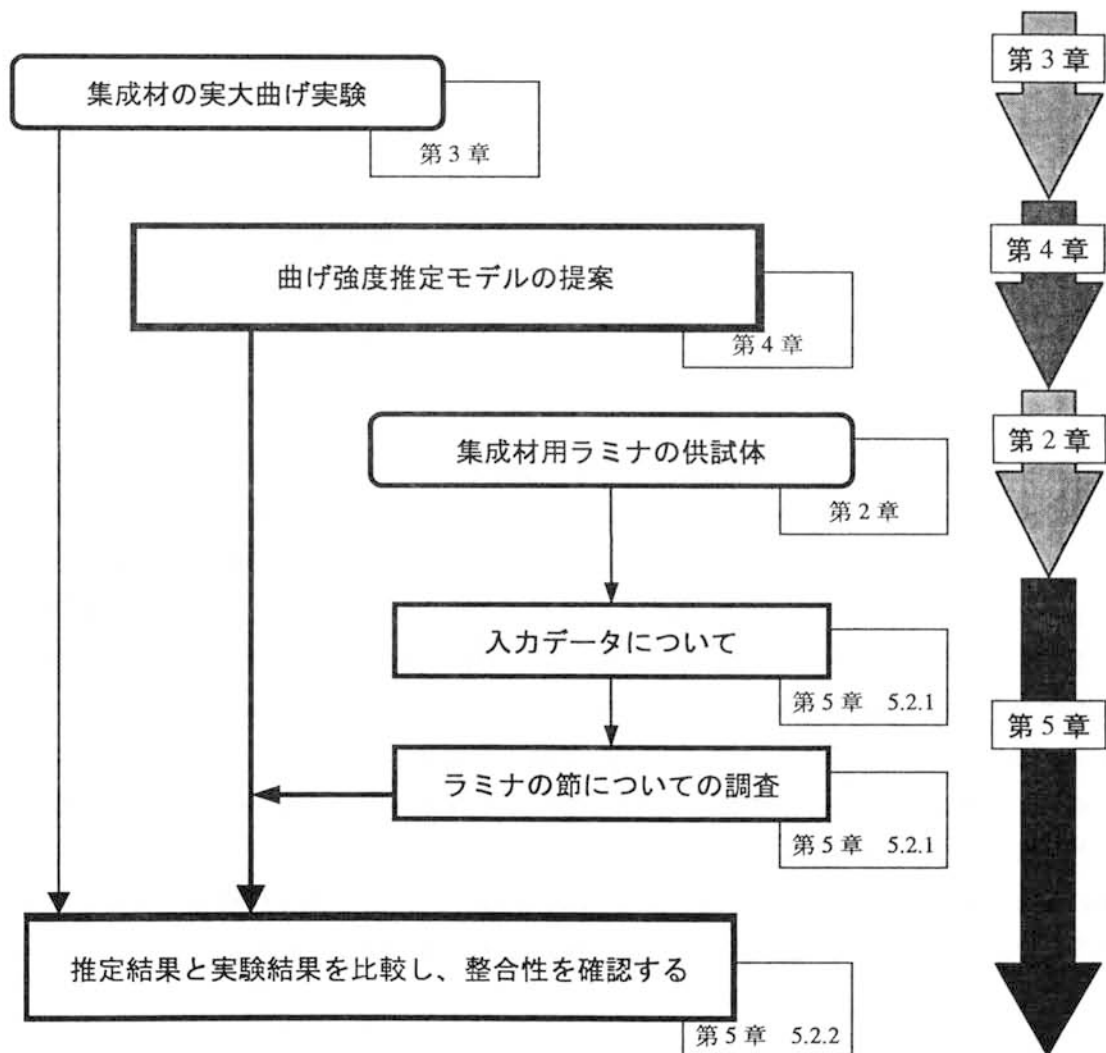 集成材の実大曲げ実験
第3章
曲げ強度推定モデルの提案
第4章
集成材用ラミナの供試体
第2章
入力データについて
第5章 5.2.1
ラミナの節についての調査
第5章 5.2.1
推定結果と実験結果を比較し、整合性を確認する
第5章 5.2.2
第3章
第4章
第2章
第5章